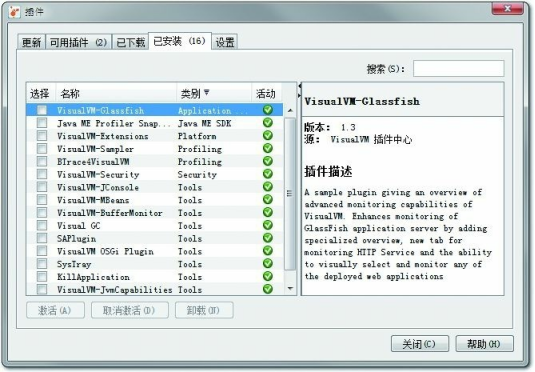 插件
更新 可用插件 (2) 已下载 已安装 (16) 设置
搜索(S):
选择 名称 类别 活动
VisualVM-Glassfish Application ...
Java ME Profiler Snap... Java ME SDK
VisualVM-Extensions Platform
VisualVM-Sampler Profiling
BTrace4VisualVM Profiling
VisualVM-Security Security
VisualVM-JConsole Tools
VisualVM-MBeans Tools
VisualVM-BufferMonitor Tools
Visual GC Tools
SAPlugin Tools
VisualVM OSGi Plugin Tools
SysTray Tools
KillApplication Tools
VisualVM-JvmCapabilities Tools
VisualVM-Glassfish
版本: 1.3
源: VisualVM 插件中心
插件描述
A sample plugin giving an overview of
advanced monitoring capabilities of
VisualVM. Enhances monitoring of
GlassFish application server by adding
specialized overview, new tab for
monitoring HTTP Service and the ability
to visually select and monitor any of
the deployed web applications
激活(A) 取消激活(D) 卸载(U)
关闭(C) 帮助(H)